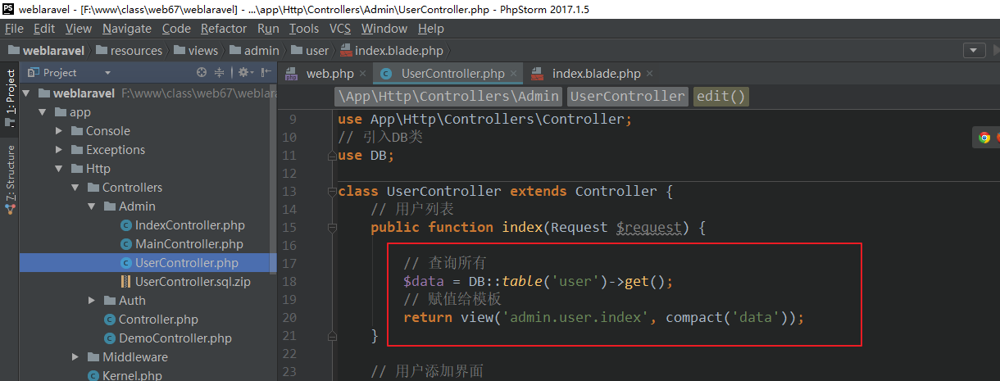 PS weblaravel - [F:\www\class\web67\weblaravel] - ...\app\Http\Controllers\Admin\UserController.php - PhpStorm 2017.1.5
File Edit View Navigate Code Refactor Run Tools VCS Window Help
weblaravel resources views admin user index.blade.php
Project web.php UserController.php index.blade.php
1: Project
7: Structure
weblaravel F:\www\class\web67\weblara
app
Console
Exceptions
Http
Controllers
Admin
IndexController.php
MainController.php
UserController.php
UserController.sql.zip
Auth
Controller.php
DemoController.php
Middleware
Kernel.php
\App\Http\Controllers\Admin UserController edit()
9 use App\Http\Controllers\Controller;
10 // 引入DB类
11 use DB;
12
13 class UserController extends Controller {
14 // 用户列表
15 public function index(Request $request) {
16
17 // 查询所有
18 $data = DB::table('user')->get();
19 // 赋值给模板
20 return view('admin.user.index', compact('data'));
21 }
22
23 // 用户添加界面